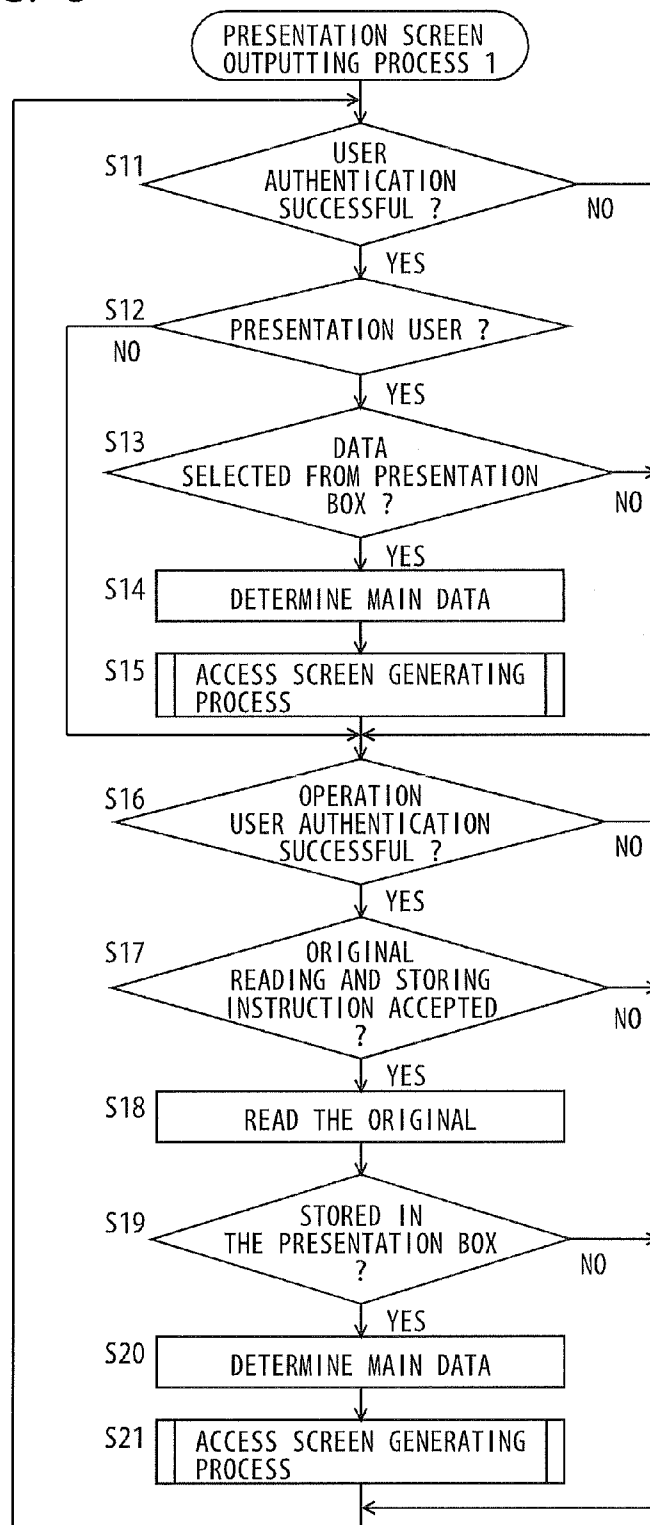 PRESENTATION SCREEN
OUTPUTTING PROCESS 1
S11
USER
AUTHENTICATION
SUCCESSFUL ?
NO
YES
S12
PRESENTATION USER ?
NO
YES
S13
DATA
SELECTED FROM PRESENTATION
BOX ?
NO
YES
S14
DETERMINE MAIN DATA
S15
ACCESS SCREEN GENERATING
PROCESS
S16
OPERATION
USER AUTHENTICATION
SUCCESSFUL ?
NO
YES
S17
ORIGINAL
READING AND STORING
INSTRUCTION ACCEPTED
?
NO
YES
S18
READ THE ORIGINAL
S19
STORED IN
THE PRESENTATION BOX
?
NO
YES
S20
DETERMINE MAIN DATA
S21
ACCESS SCREEN GENERATING
PROCESS